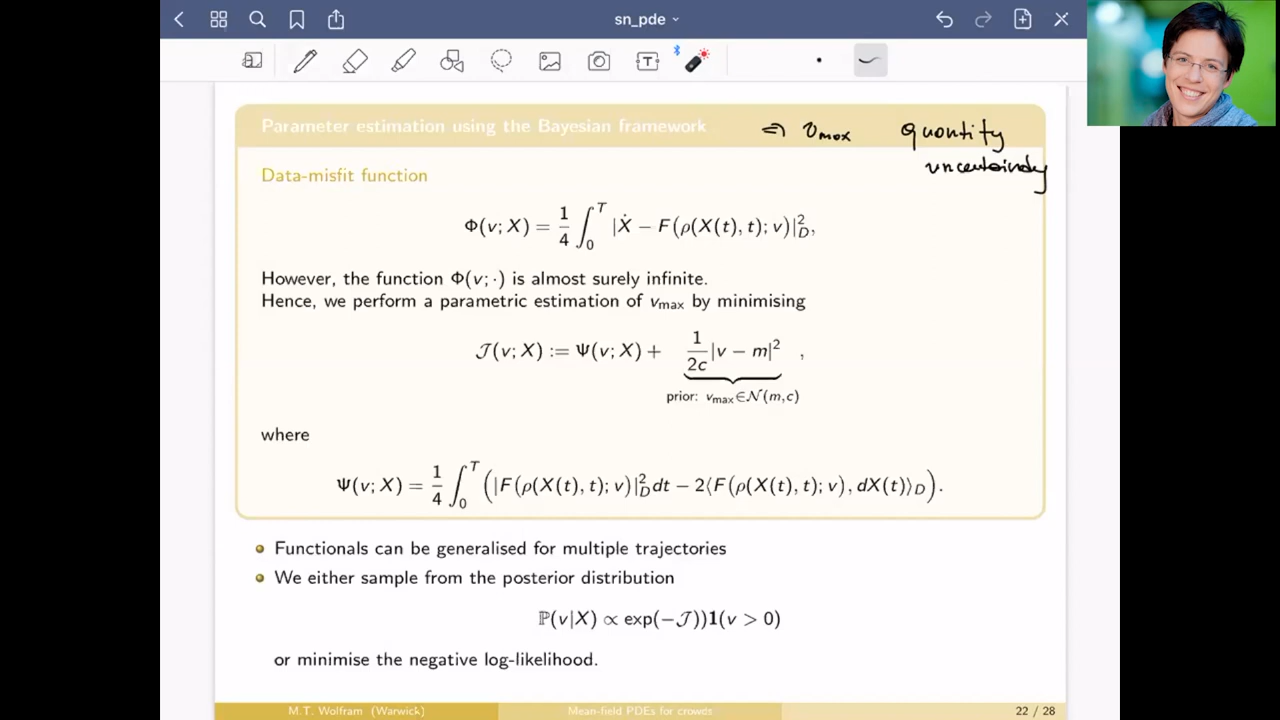 sn_pde
Parameter estimation using the Bayesian framework ⇒ vmax quantify
uncertainty
Data-misfit function
Φ(v; X) = 1/4 ∫₀ᵀ |Ẋ − F(ρ(X(t), t); v)|²_D,
However, the function Φ(v; ·) is almost surely infinite.
Hence, we perform a parametric estimation of v_max by minimising
𝒥(v; X) := Ψ(v; X) + 1/2c |v − m|² ,
prior: v_max∈𝒩(m,c)
where
Ψ(v; X) = 1/4 ∫₀ᵀ (|F(ρ(X(t), t); v)|²_D dt − 2⟨F(ρ(X(t), t); v), dX(t)⟩_D).
Functionals can be generalised for multiple trajectories
We either sample from the posterior distribution
ℙ(v|X) ∝ exp(−𝒥))1(v > 0)
or minimise the negative log-likelihood.
M.T. Wolfram (Warwick) Mean-field PDEs for crowds 22 / 28